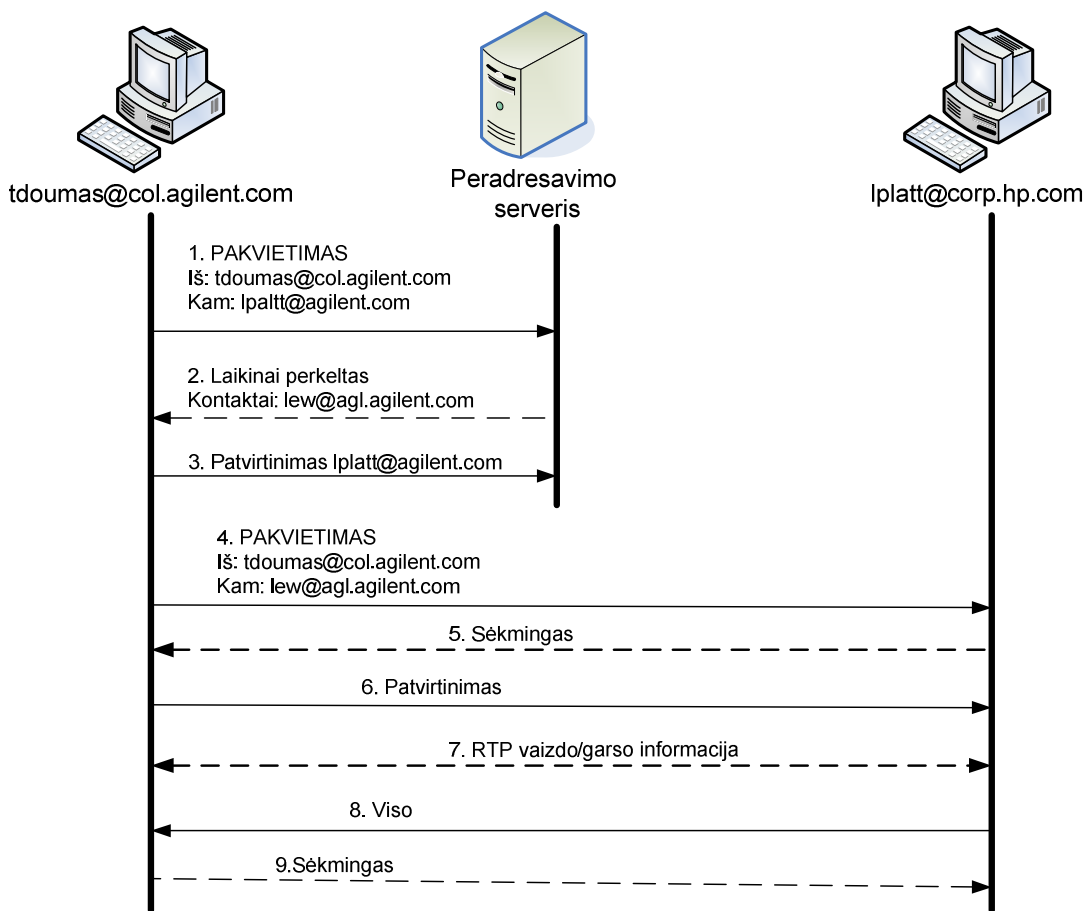 tdoumas@col.agilent.com
Peradresavimo
serveris
lplatt@corp.hp.com
1. PAKVIETIMAS
Iš: tdoumas@col.agilent.com
Kam: lpaltt@agilent.com
2. Laikinai perkeltas
Kontaktai: lew@agl.agilent.com
3. Patvirtinimas lplatt@agilent.com
4. PAKVIETIMAS
Iš: tdoumas@col.agilent.com
Kam: lew@agl.agilent.com
5. Sėkmingas
6. Patvirtinimas
7. RTP vaizdo/garso informacija
8. Viso
9.Sėkmingas